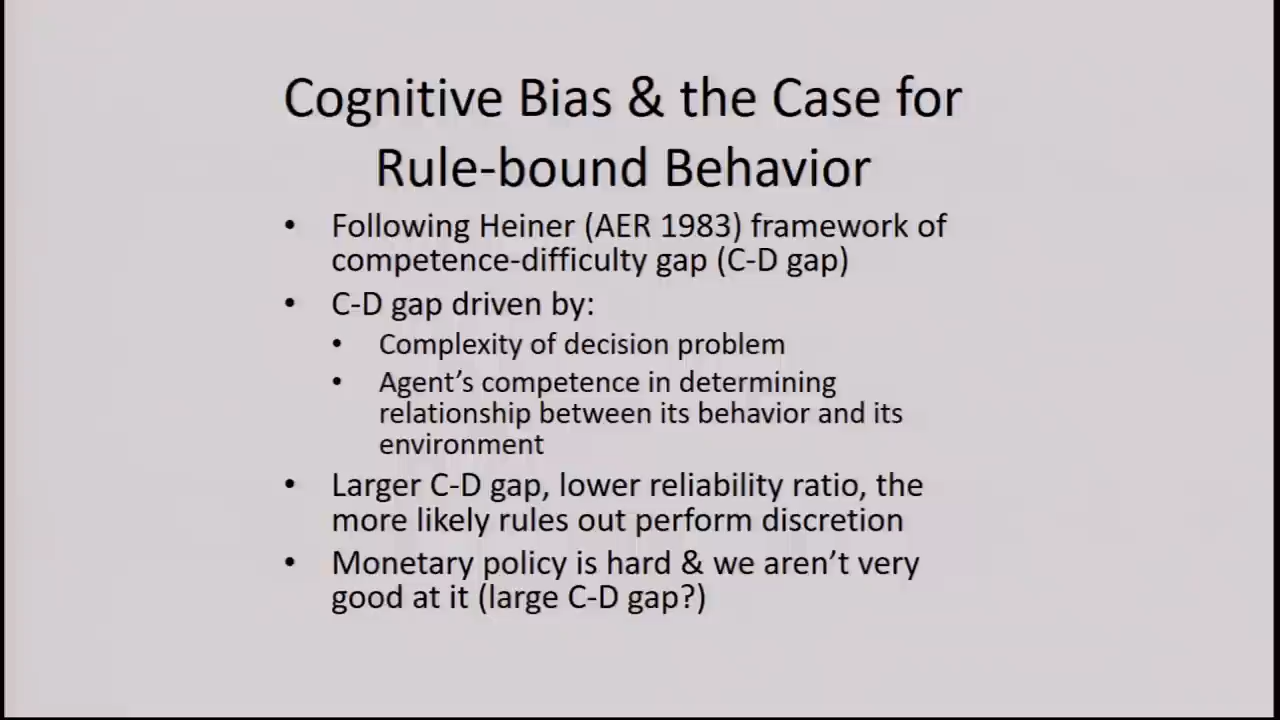 Cognitive Bias & the Case for
Rule-bound Behavior
• Following Heiner (AER 1983) framework of
competence-difficulty gap (C-D gap)
• C-D gap driven by:
• Complexity of decision problem
• Agent's competence in determining
relationship between its behavior and its
environment
• Larger C-D gap, lower reliability ratio, the
more likely rules out perform discretion
• Monetary policy is hard & we aren't very
good at it (large C-D gap?)